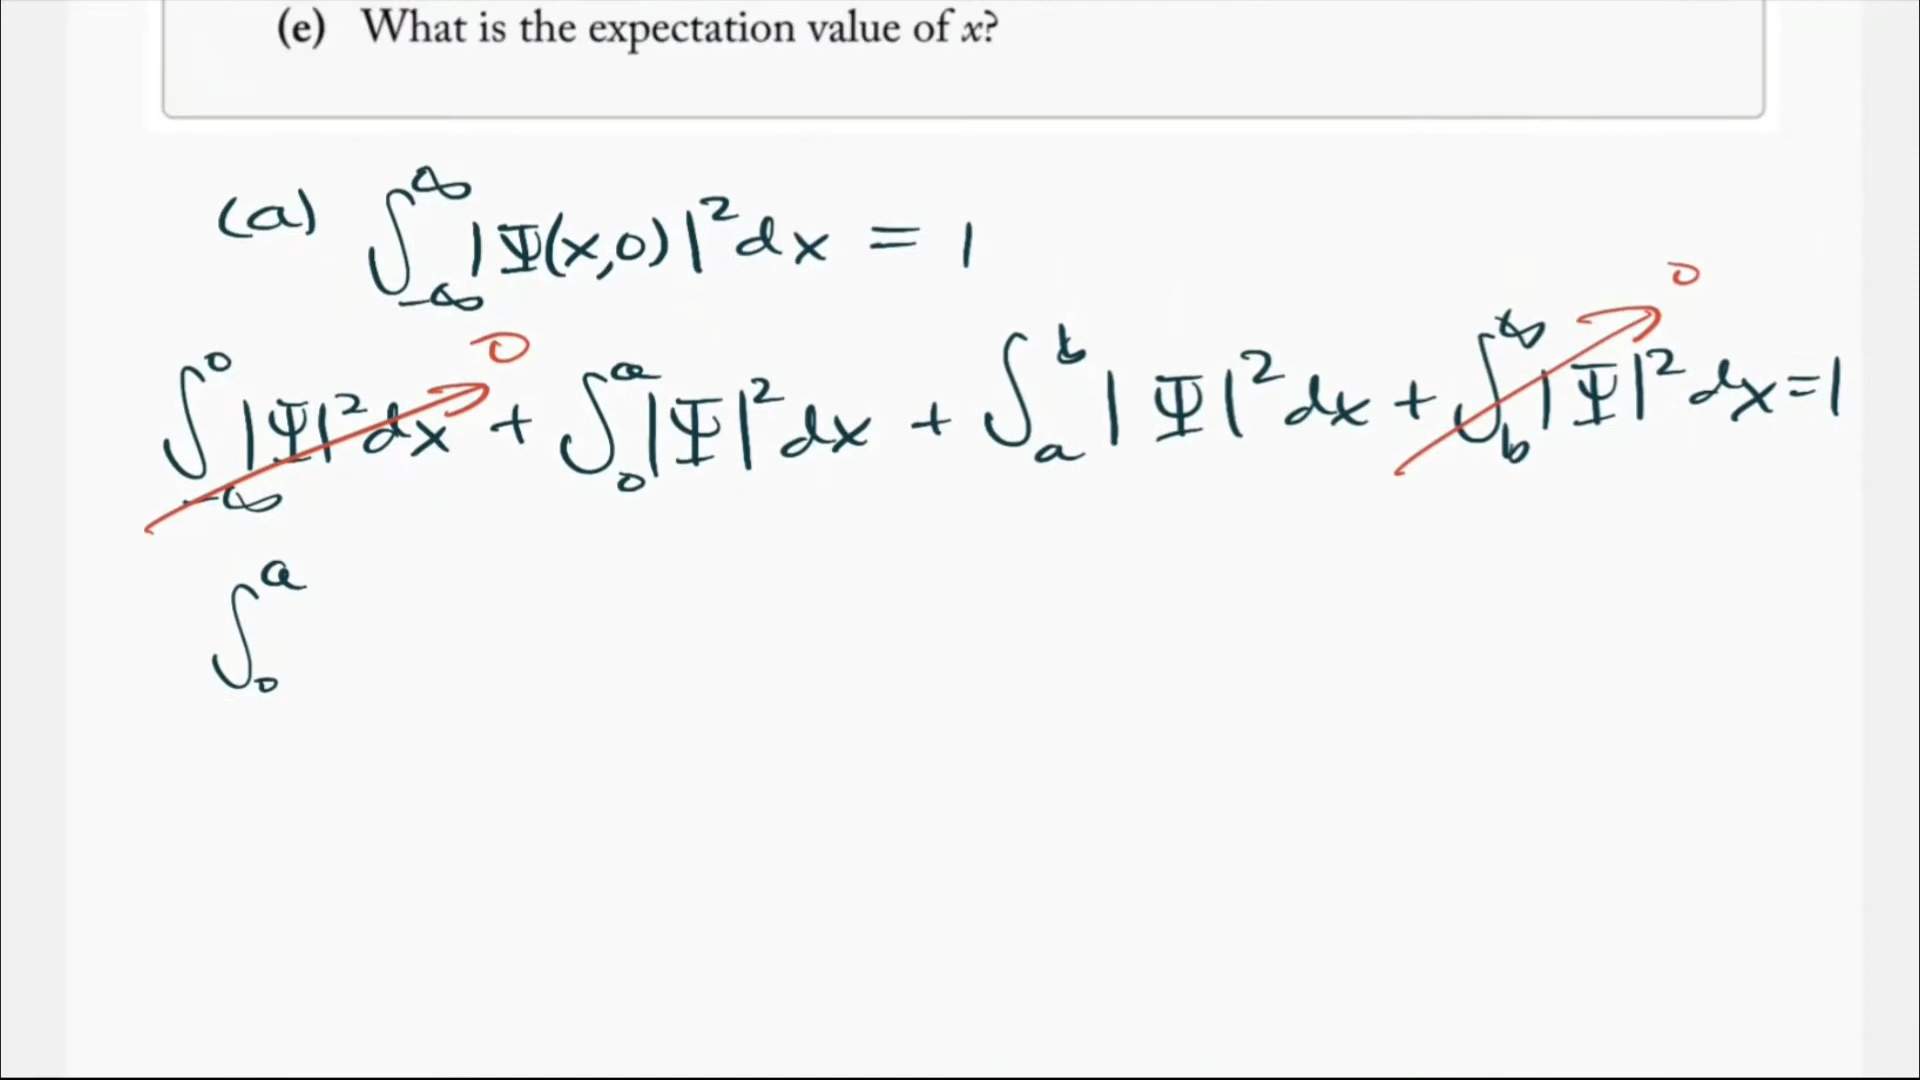 (e) What is the expectation value of x?
(a) ∫_{-∞}^{∞} |Ψ(x,0)|² dx = 1
∫_{-∞}^{0} |Ψ|² dx → 0 + ∫_{0}^{a} |Ψ|² dx + ∫_{a}^{b} |Ψ|² dx + ∫_{b}^{∞} |Ψ|² dx → 0 = 1
∫_{0}^{a}